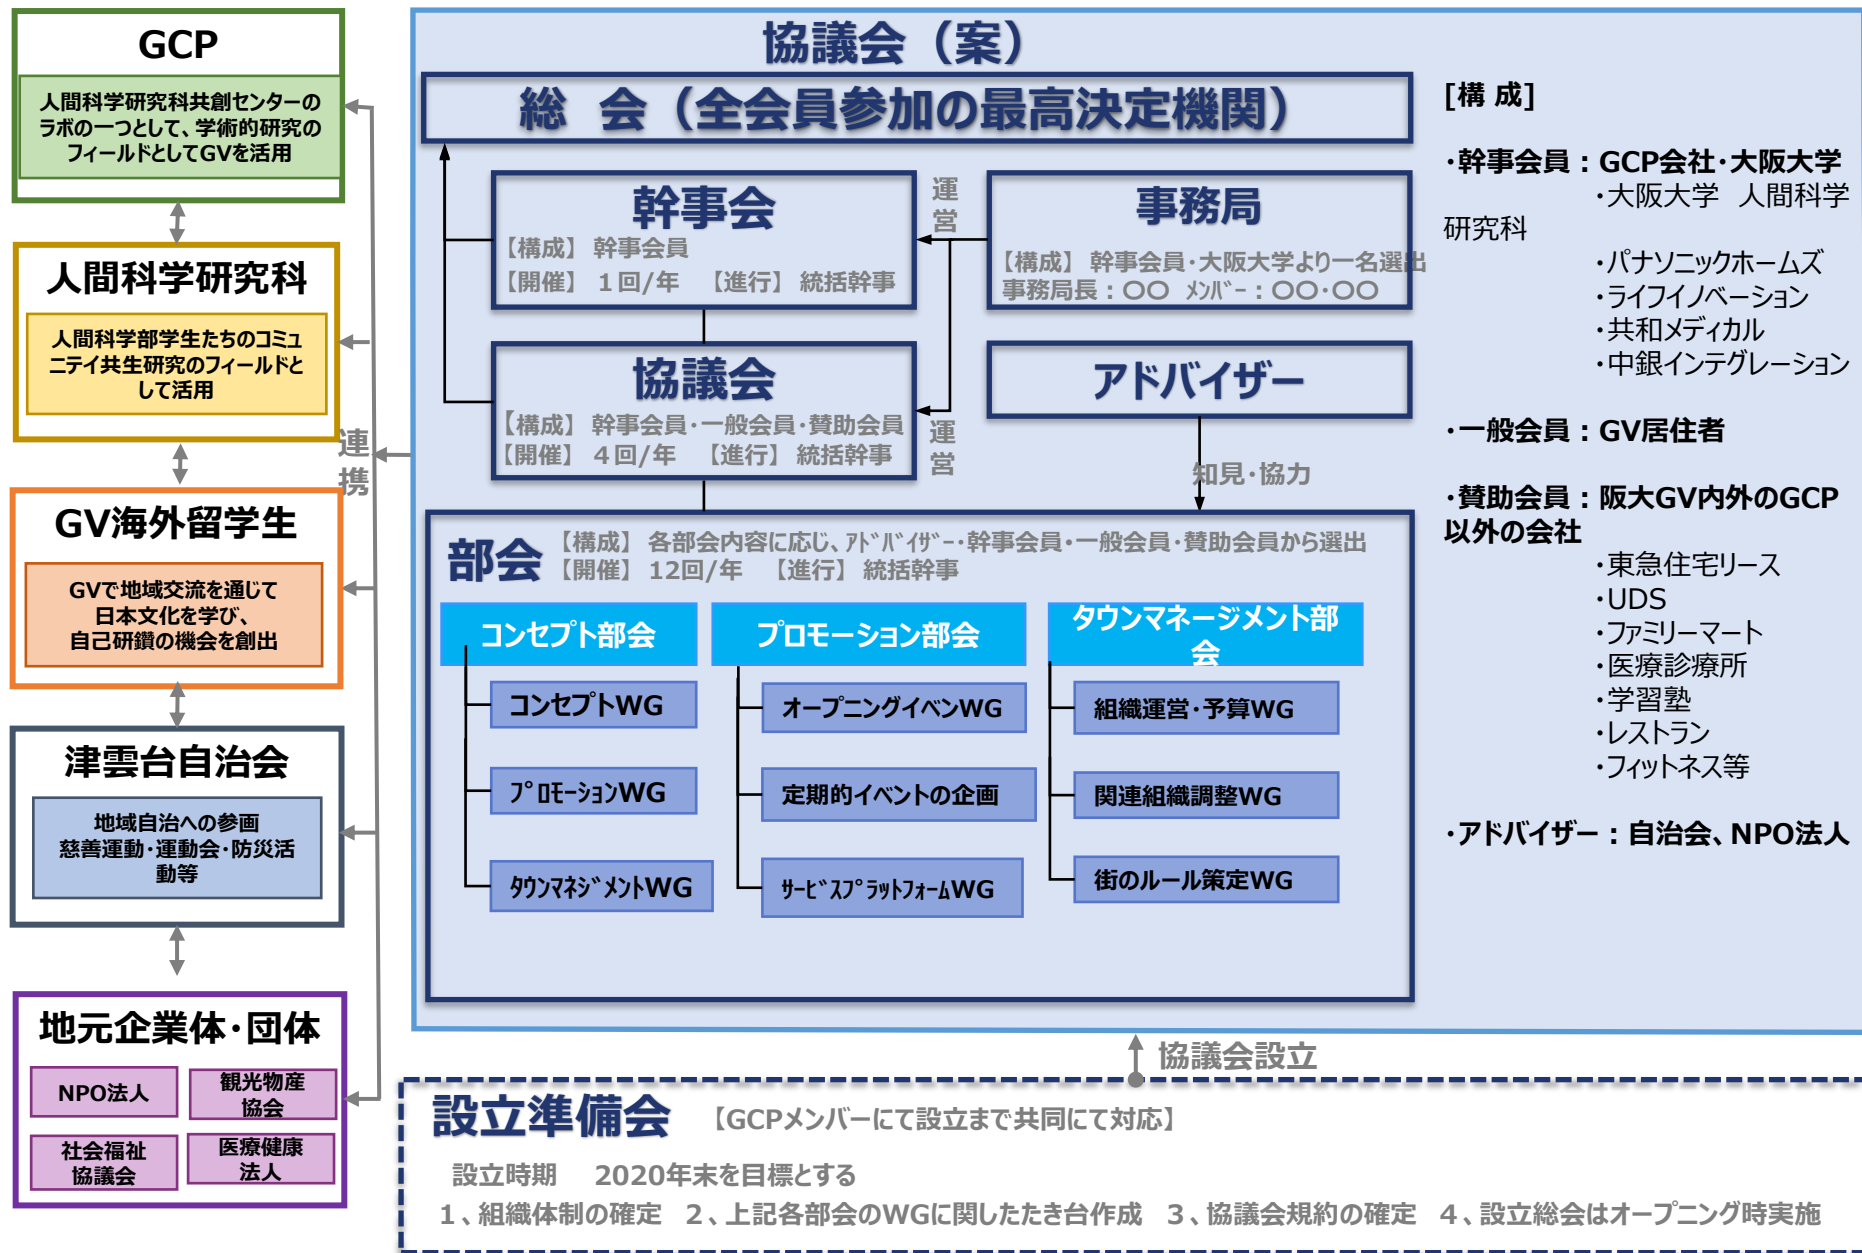 GCP
人間科学研究科共創センターの
ラボの一つとして、学術的研究の
フィールドとしてGVを活用
人間科学研究科
人間科学部学生たちのコミュ
ニテイ共生研究のフィールドと
して活用
GV海外留学生
GVで地域交流を通じて
日本文化を学び、
自己研鑽の機会を創出
津雲台自治会
地域自治への参画
慈善運動・運動会・防災活
動等
地元企業体・団体
NPO法人
観光物産
協会
社会福祉
協議会
医療健康
法人
連
携
協議会（案）
総 会（全会員参加の最高決定機関）
幹事会
【構成】 幹事会員
【開催】 １回/年 【進行】 統括幹事
運
営
事務局
【構成】 幹事会員・大阪大学より一名選出
事務局長：〇〇 ﾒﾝﾊﾞｰ：〇〇・〇〇
協議会
【構成】 幹事会員・一般会員・賛助会員
【開催】 ４回/年 【進行】 統括幹事
運
営
アドバイザー
知見・協力
部会
【構成】 各部会内容に応じ、ｱﾄﾞﾊﾞｲｻﾞｰ・幹事会員・一般会員・賛助会員から選出
【開催】 12回/年 【進行】 統括幹事
コンセプト部会
コンセプトWG
ﾌﾟﾛﾓｰｼｮﾝWG
ﾀｳﾝﾏﾈｼﾞﾒﾝﾄWG
プロモーション部会
オープニングイベンWG
定期的イベントの企画
ｻｰﾋﾞｽﾌﾟﾗｯﾄﾌｫｰﾑWG
タウンマネージメント部
会
組織運営・予算WG
関連組織調整WG
街のルール策定WG
[構 成]
・幹事会員：GCP会社・大阪大学
・大阪大学 人間科学
研究科
・パナソニックホームズ
・ライフイノベーション
・共和メディカル
・中銀インテグレーション
・一般会員：GV居住者
・賛助会員：阪大GV内外のGCP
以外の会社
・東急住宅リース
・UDS
・ファミリーマート
・医療診療所
・学習塾
・レストラン
・フィットネス等
・アドバイザー：自治会、NPO法人
協議会設立
設立準備会 【GCPメンバーにて設立まで共同にて対応】
設立時期 2020年末を目標とする
１、組織体制の確定 ２、上記各部会のWGに関したたき台作成 ３、協議会規約の確定 ４、設立総会はオープニング時実施